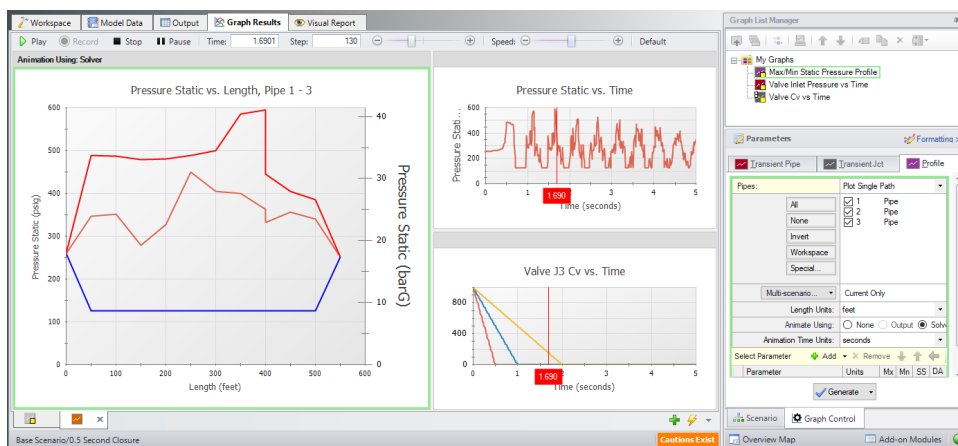 Workspace Model Data Output Graph Results Visual Report
Play Record Stop Pause Time: 1.6901 Step: 130 Speed: Default
Animation Using: Solver
Pressure Static vs. Length, Pipe 1 - 3
600
500
400
300
200
100
0
Pressure Static (psig)
40
30
20
10
0
Pressure Static (barG)
0 100 200 300 400 500 600
Length (feet)
Pressure Static vs. Time
600
400
200
0
Pressure Stati...
0 1 2 3 4 5
1.690
Time (seconds)
Valve J3 Cv vs. Time
800
400
0
0 1 2 3 4 5
1.690
Time (seconds)
Base Scenario/0.5 Second Closure
Cautions Exist
Graph List Manager
My Graphs
Max/Min Static Pressure Profile
Valve Inlet Pressure vs Time
Valve Cv vs Time
Parameters Formatting >
Transient Pipe Transient Jct Profile
Pipes: Plot Single Path
All
None
Invert
Workspace
Special...
1 Pipe
2 Pipe
3 Pipe
Multi-scenario... Current Only
Length Units: feet
Animate Using: None Output Solv
Animation Time Units: seconds
Select Parameter Add Remove
Parameter Units Mx Mn SS DA
Generate
Scenario Graph Control
Overview Map Add-on Modules